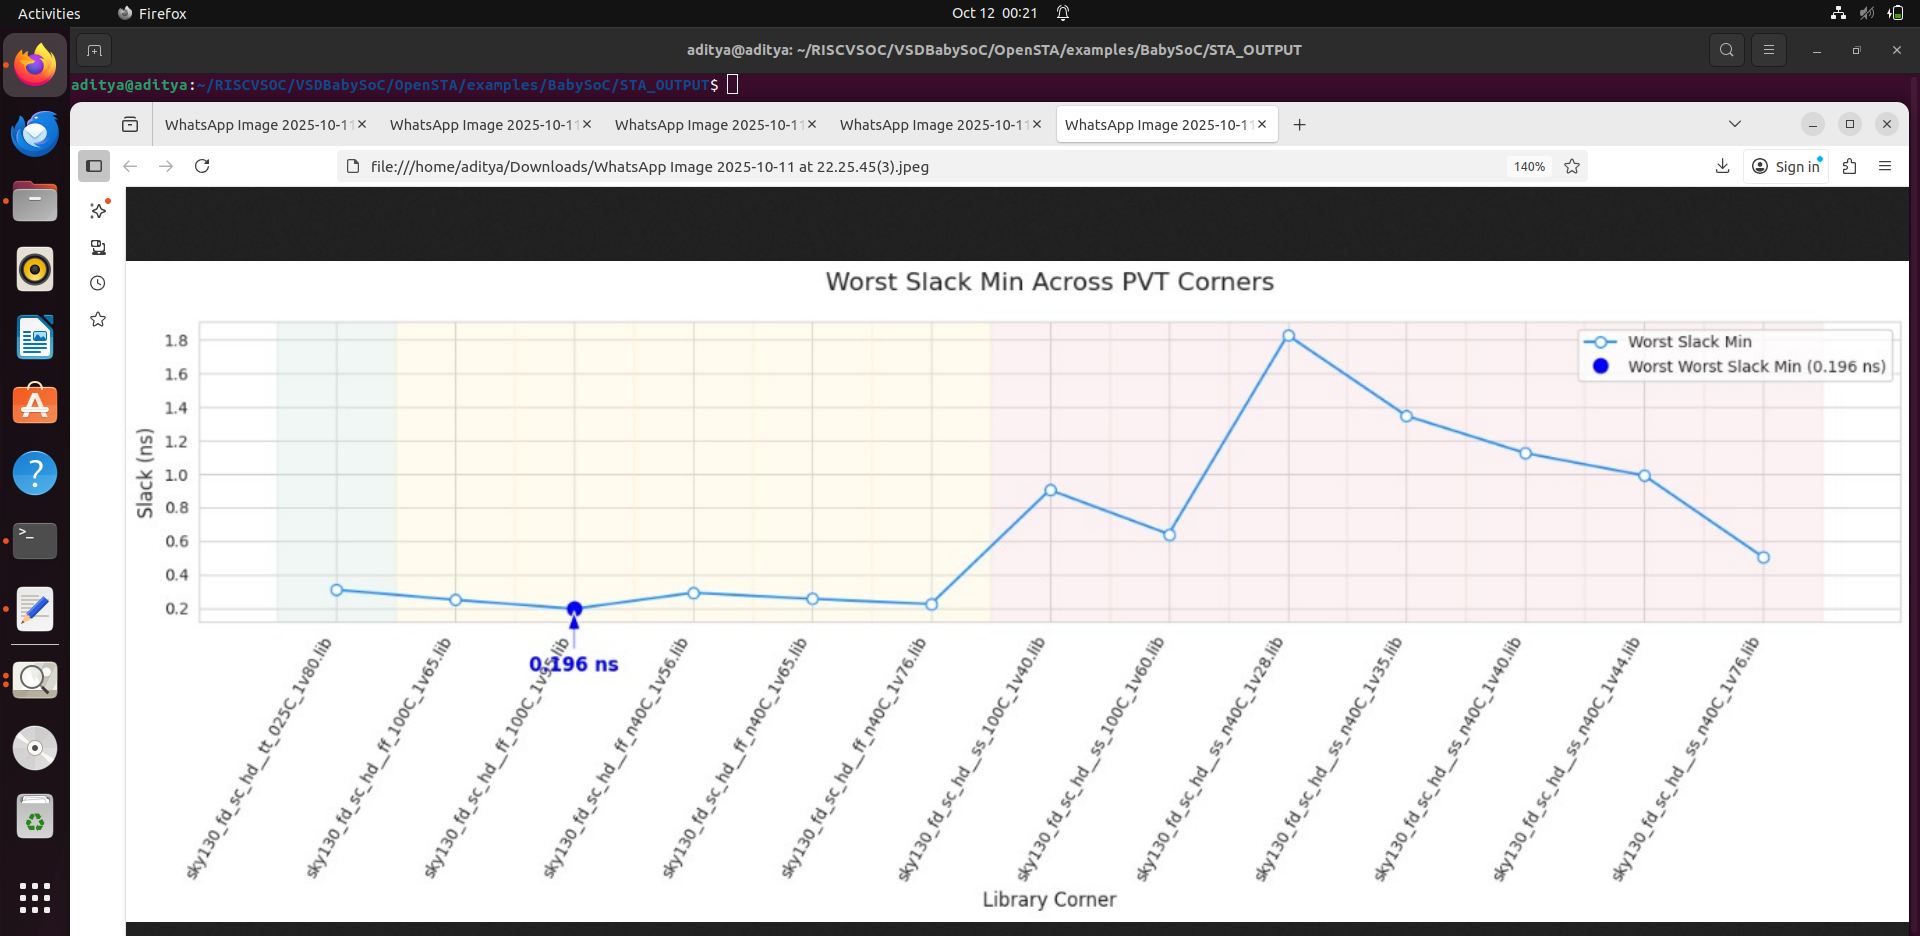 Activities
Firefox
Oct 12 00:21
aditya@aditya: ~/RISCVSOC/VSDBabySoC/OpenSTA/examples/BabySoC/STA_OUTPUT
aditya@aditya:~/RISCVSOC/VSDBabySoC/OpenSTA/examples/BabySoC/STA_OUTPUT$
WhatsApp Image 2025-10-11
WhatsApp Image 2025-10-11
WhatsApp Image 2025-10-11
WhatsApp Image 2025-10-11
WhatsApp Image 2025-10-11
file:///home/aditya/Downloads/WhatsApp Image 2025-10-11 at 22.25.45(3).jpeg
140%
Sign in
Worst Slack Min Across PVT Corners
Worst Slack Min
Worst Worst Slack Min (0.196 ns)
Slack (ns)
1.8
1.6
1.4
1.2
1.0
0.8
0.6
0.4
0.2
0.196 ns
sky130_fd_sc_hd__tt_025C_1v80.lib
sky130_fd_sc_hd__ff_100C_1v65.lib
sky130_fd_sc_hd__ff_100C_1v95.lib
sky130_fd_sc_hd__ff_n40C_1v56.lib
sky130_fd_sc_hd__ff_n40C_1v65.lib
sky130_fd_sc_hd__ff_n40C_1v76.lib
sky130_fd_sc_hd__ss_100C_1v40.lib
sky130_fd_sc_hd__ss_100C_1v60.lib
sky130_fd_sc_hd__ss_n40C_1v28.lib
sky130_fd_sc_hd__ss_n40C_1v35.lib
sky130_fd_sc_hd__ss_n40C_1v40.lib
sky130_fd_sc_hd__ss_n40C_1v44.lib
sky130_fd_sc_hd__ss_n40C_1v76.lib
Library Corner